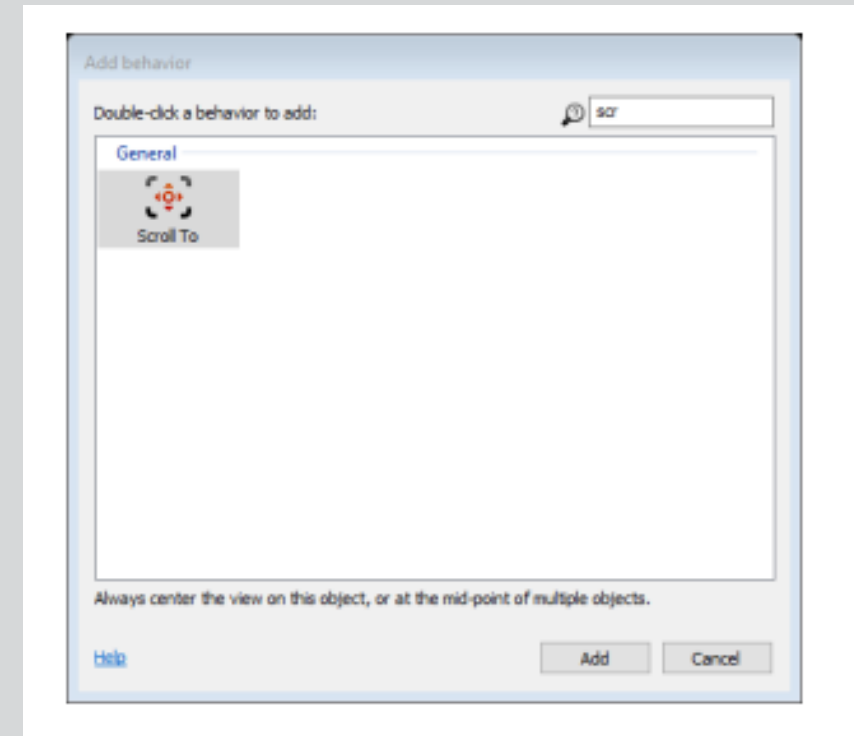 Add behavior
Double-click a behavior to add:
scr
General
Scroll To
Always center the view on this object, or at the mid-point of multiple objects.
Help
Add
Cancel